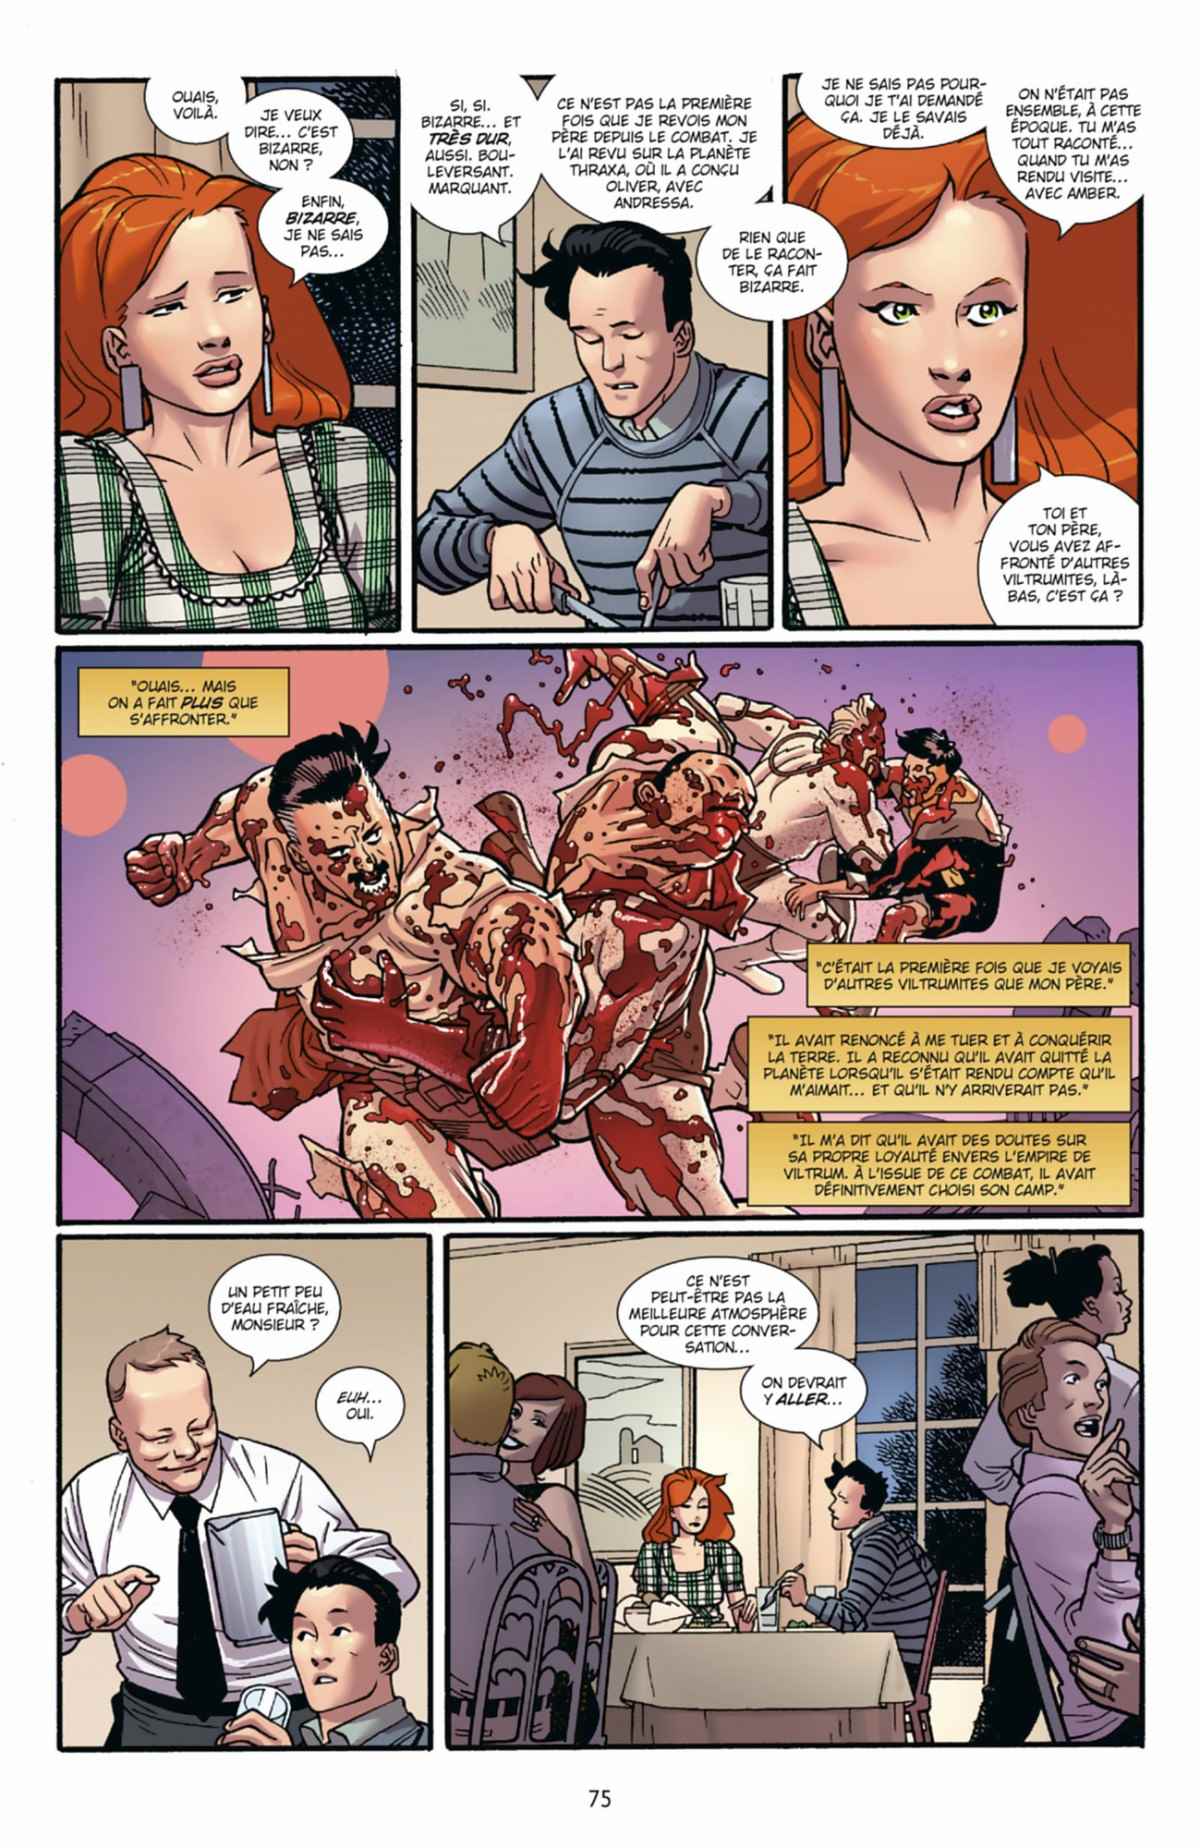 OUAIS,
VOILÀ.
JE VEUX
DIRE... C'EST
BIZARRE,
NON ?
ENFIN,
BIZARRE,
JE NE SAIS
PAS...
SI, SI.
BIZARRE... ET
TRÈS DUR,
AUSSI. BOU-
LEVERSANT.
MARQUANT.
CE N'EST PAS LA PREMIÈRE
FOIS QUE JE REVOIS MON
PÈRE DEPUIS LE COMBAT. JE
L'AI REVU SUR LA PLANÈTE
THRAXA, OÙ IL A CONÇU
OLIVER, AVEC
ANDRESSA.
RIEN QUE
DE LE RACON-
TER, ÇA FAIT
BIZARRE.
JE NE SAIS PAS POUR-
QUOI JE T'AI DEMANDÉ
ÇA. JE LE SAVAIS
DÉJÀ.
ON N'ÉTAIT PAS
ENSEMBLE, À CETTE
ÉPOQUE. TU M'AS
TOUT RACONTÉ...
QUAND TU M'AS
RENDU VISITE...
AVEC AMBER.
TOI ET
TON PÈRE,
VOUS AVEZ AF-
FRONTÉ D'AUTRES
VILTRUMITES, LÀ-
BAS, C'EST ÇA ?
"OUAIS... MAIS
ON A FAIT PLUS QUE
S'AFFRONTER."
"C'ÉTAIT LA PREMIÈRE FOIS QUE JE VOYAIS
D'AUTRES VILTRUMITES QUE MON PÈRE."
"IL AVAIT RENONCÉ À ME TUER ET À CONQUÉRIR
LA TERRE. IL A RECONNU QU'IL AVAIT QUITTÉ LA
PLANÈTE LORSQU'IL S'ÉTAIT RENDU COMPTE QU'IL
M'AIMAIT... ET QU'IL N'Y ARRIVERAIT PAS."
"IL M'A DIT QU'IL AVAIT DES DOUTES SUR
SA PROPRE LOYAUTÉ ENVERS L'EMPIRE DE
VILTRUM. À L'ISSUE DE CE COMBAT, IL AVAIT
DÉFINITIVEMENT CHOISI SON CAMP."
UN PETIT PEU
D'EAU FRAÎCHE,
MONSIEUR ?
EUH...
OUI.
CE N'EST
PEUT-ÊTRE PAS LA
MEILLEURE ATMOSPHÈRE
POUR CETTE CONVER-
SATION...
ON DEVRAIT
Y ALLER...
75